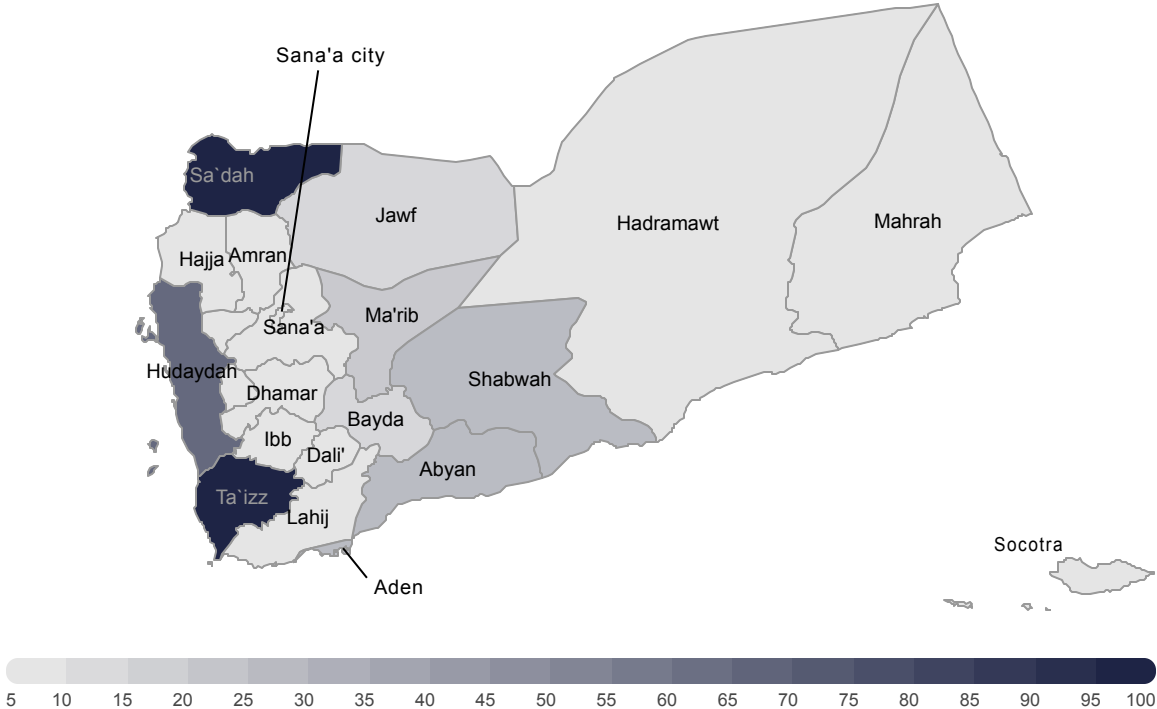 Sana'a city
Sa`dah
Jawf
Hadramawt
Mahrah
Hajja
Amran
Ma'rib
Sana'a
Hudaydah
Shabwah
Dhamar
Bayda
Ibb
Dali'
Abyan
Ta`izz
Lahij
Socotra
Aden
5 10 15 20 25 30 35 40 45 50 55 60 65 70 75 80 85 90 95 100